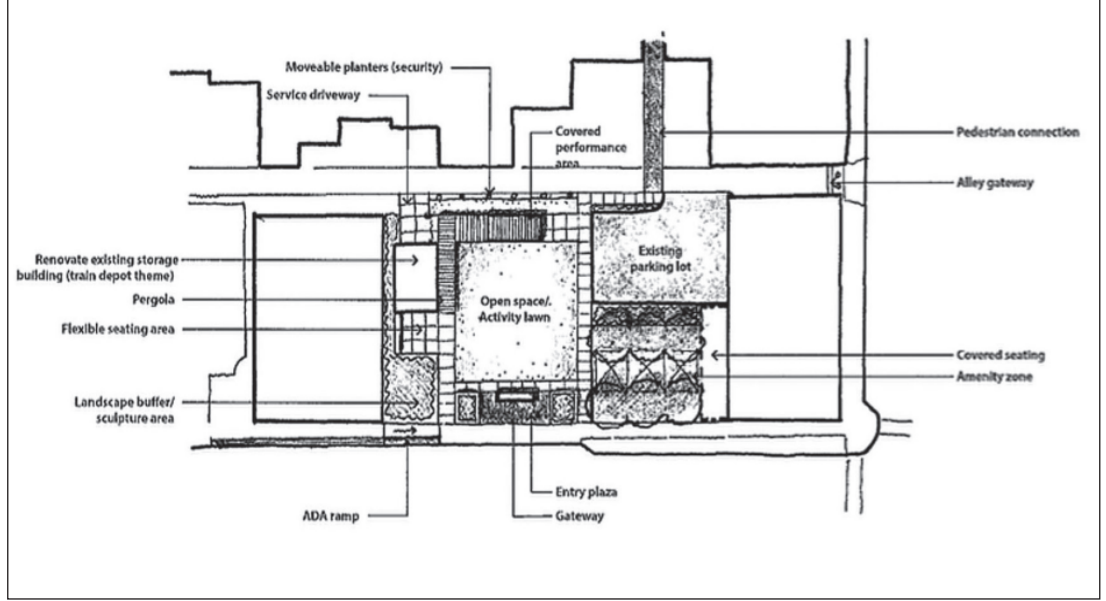 Moveable planters (security)
Service driveway
Covered
performance
area
Pedestrian connection
Alley gateway
Renovate existing storage
building (train depot theme)
Existing
parking lot
Pergola
Open space/.
Activity lawn
Flexible seating area
Covered seating
Amenity zone
Landscape buffer/
sculpture area
Entry plaza
ADA ramp
Gateway